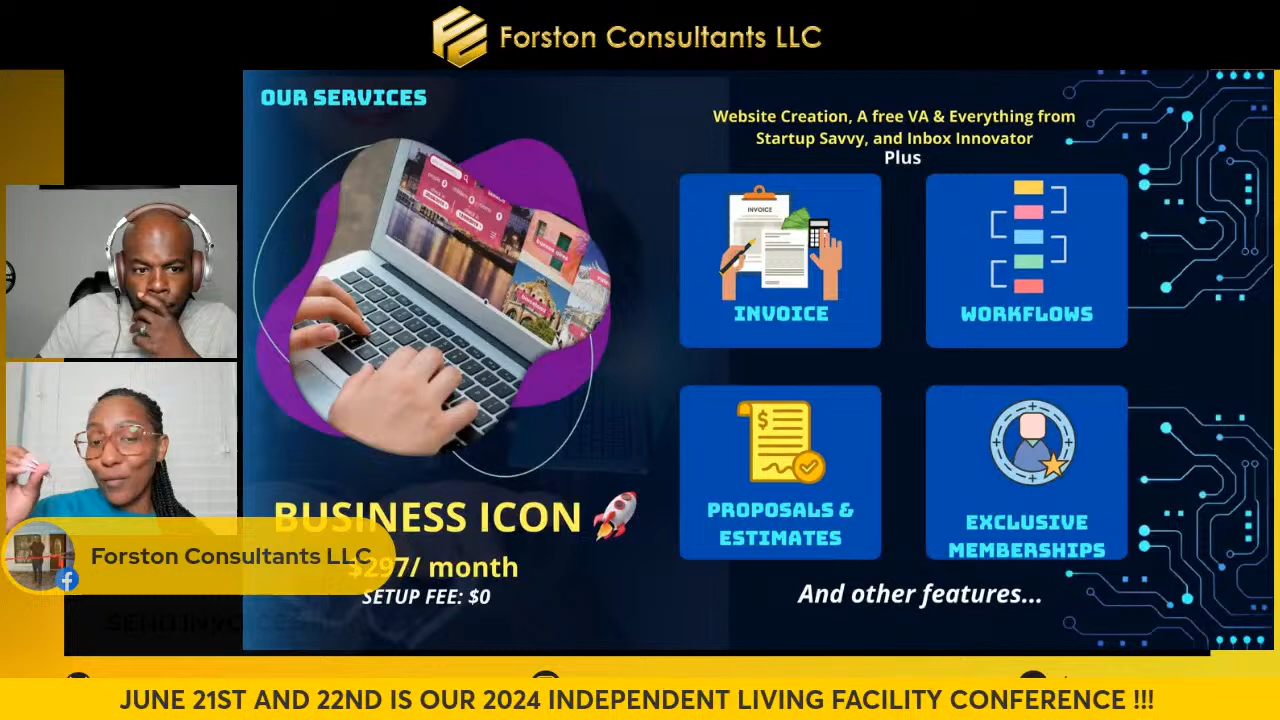 Forston Consultants LLC
OUR SERVICES
Website Creation, A free VA & Everything from
Startup Savvy, and Inbox Innovator
Plus
INVOICE
INVOICE
WORKFLOWS
$
PROPOSALS &
ESTIMATES
EXCLUSIVE
MEMBERSHIPS
BUSINESS ICON
Forston Consultants LLC
$297/ month
SETUP FEE: $0
And other features...
JUNE 21ST AND 22ND IS OUR 2024 INDEPENDENT LIVING FACILITY CONFERENCE !!!